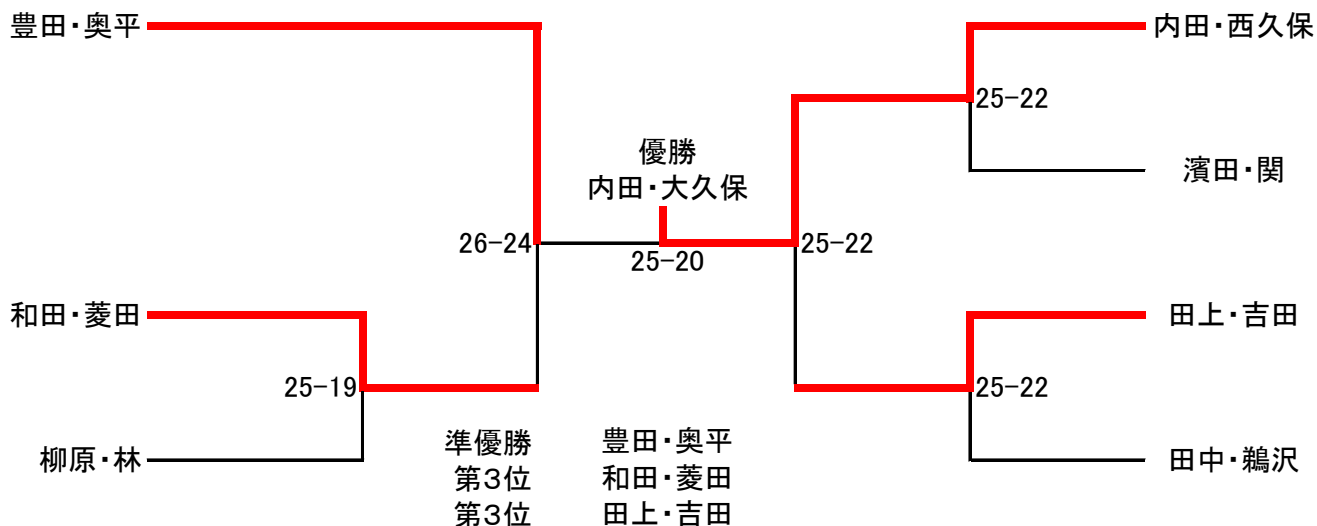 豊田・奥平
内田・西久保
25-22
優勝
内田・大久保
濱田・関
26-24
25-20
25-22
和田・菱田
田上・吉田
25-19
25-22
柳原・林
田中・鵜沢
準優勝 豊田・奥平
第3位 和田・菱田
第3位 田上・吉田